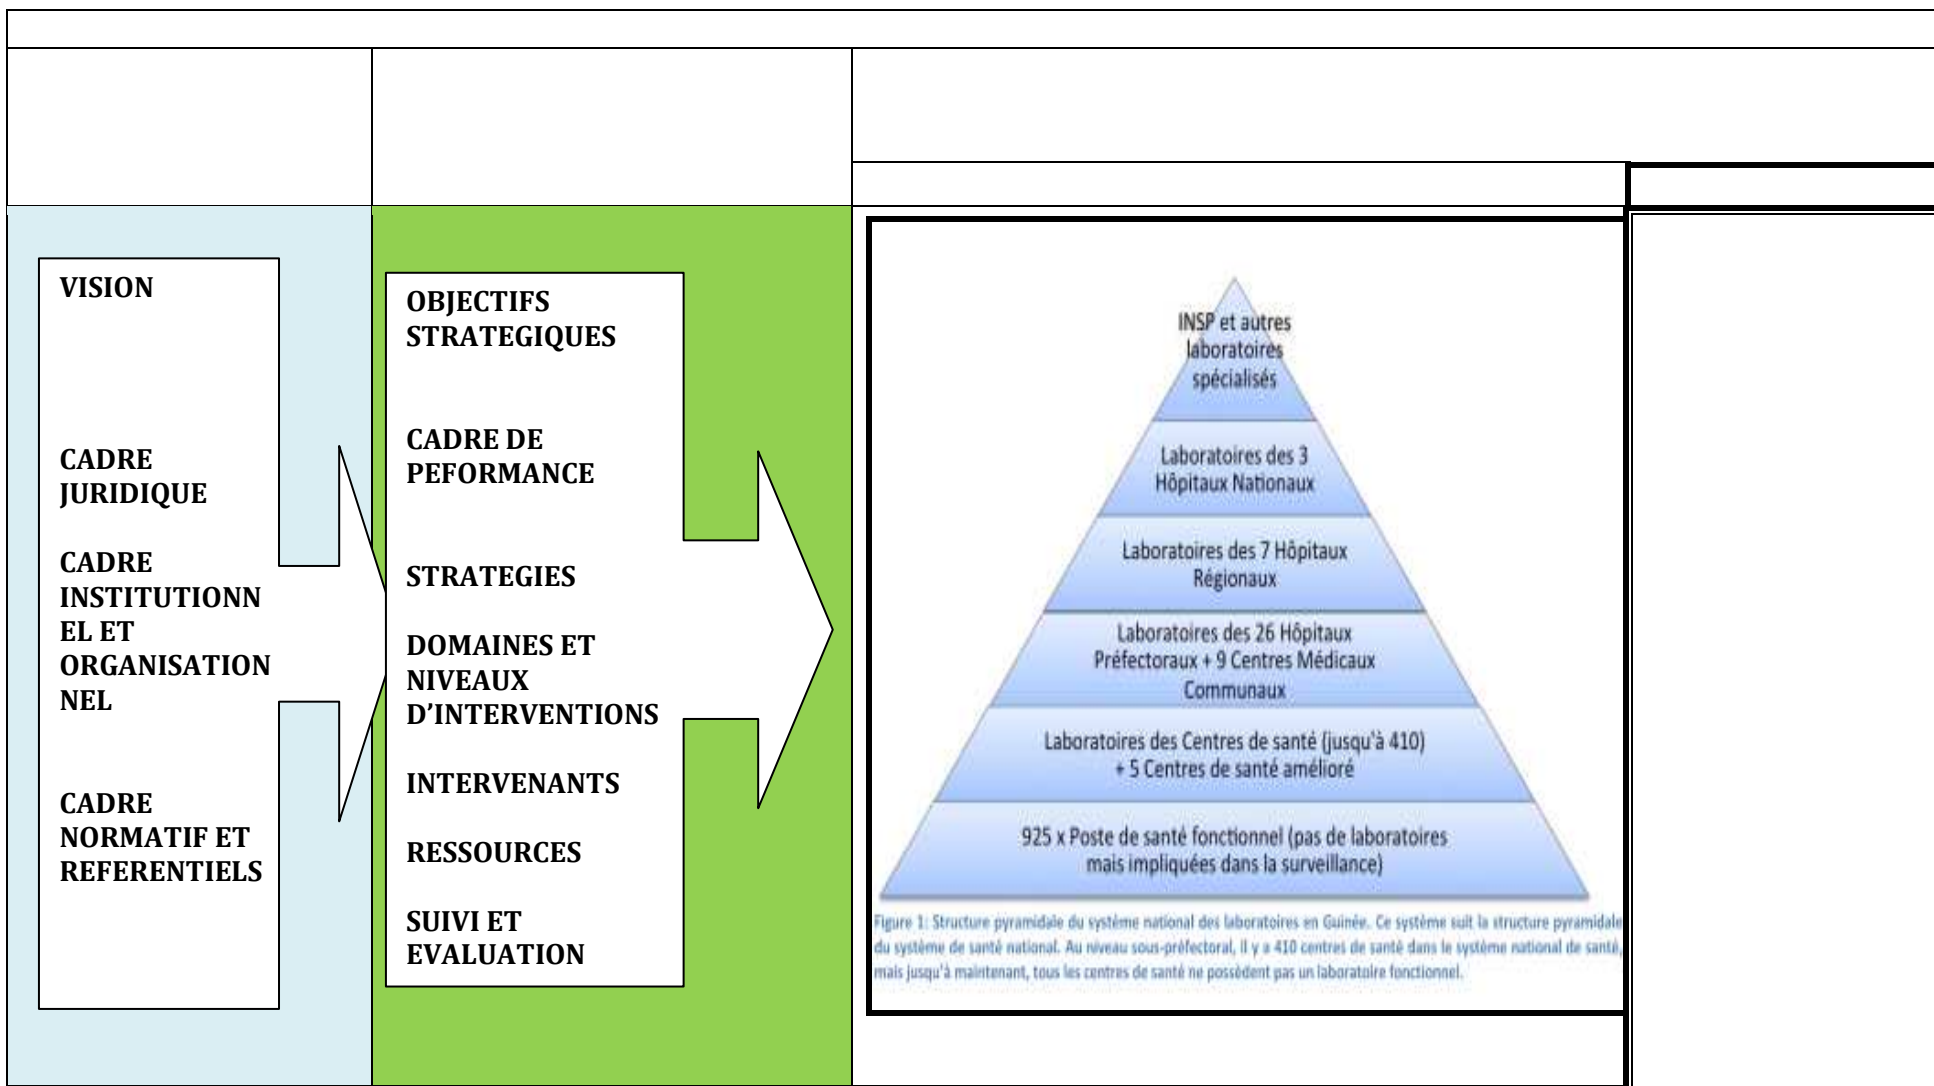 VISION
CADRE
JURIDIQUE
CADRE
INSTITUTIONN
EL ET
ORGANISATION
NEL
CADRE
NORMATIF ET
REFERENTIELS
OBJECTIFS
STRATEGIQUES
CADRE DE
PEFORMANCE
STRATEGIES
DOMAINES ET
NIVEAUX
D’INTERVENTIONS
INTERVENANTS
RESSOURCES
SUIVI ET
EVALUATION
INSP et autres
laboratoires
spécialisés
Laboratoires des 3
Hôpitaux Nationaux
Laboratoires des 7 Hôpitaux
Régionaux
Laboratoires des 26 Hôpitaux
Préfectoraux + 9 Centres Médicaux
Communaux
Laboratoires des Centres de santé (jusqu'à 410)
+ 5 Centres de santé amélioré
925 x Poste de santé fonctionnel (pas de laboratoires
mais impliquées dans la surveillance)
Figure 1: Structure pyramidale du système national des laboratoires en Guinée. Ce système suit la structure pyramidale
du système de santé national. Au niveau sous-préfectoral, il y a 410 centres de santé dans le système national de santé,
mais jusqu'à maintenant, tous les centres de santé ne possèdent pas un laboratoire fonctionnel.